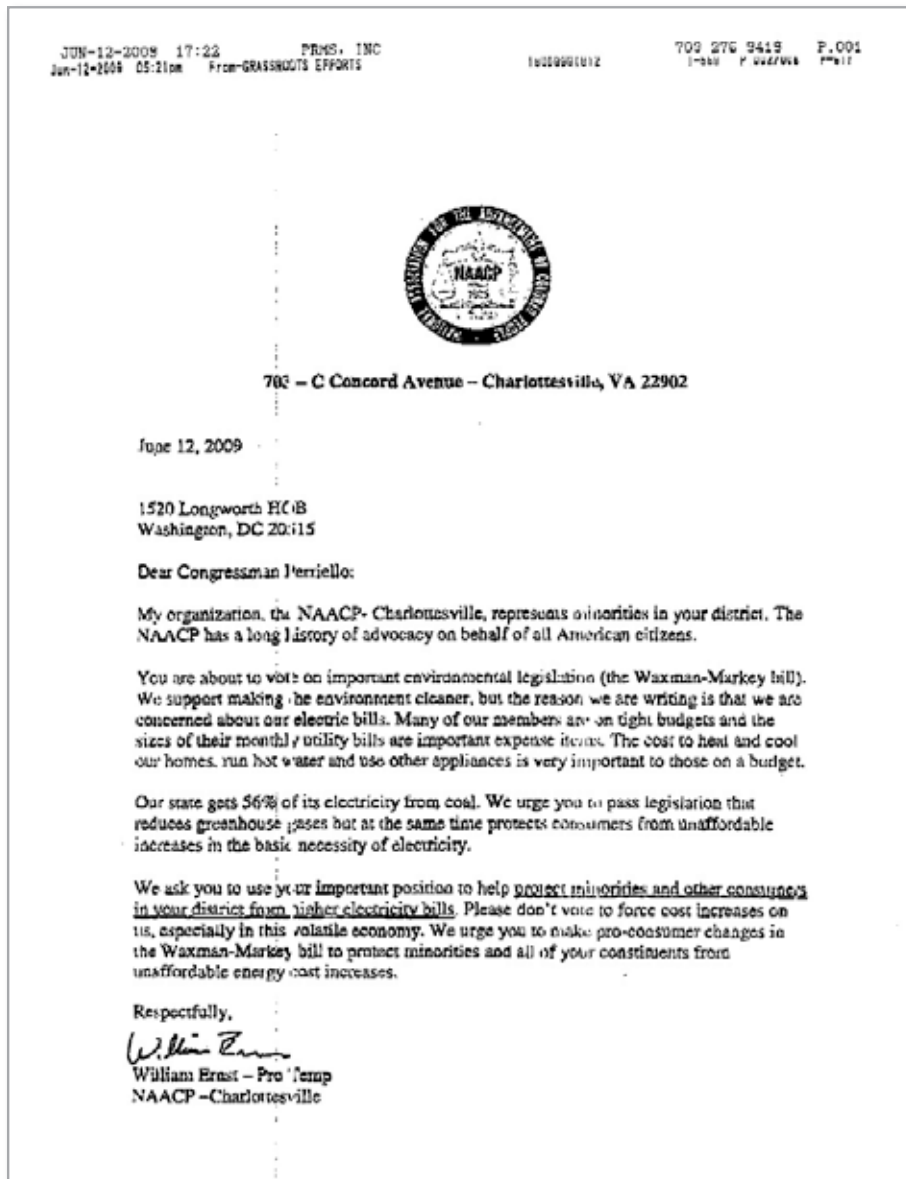 JUN-12-2009 17:22 PRMS, INC 703 276 9419 P.001
Jun-12-2009 05:21pm From-GRASSROOTS EFFORTS
NATIONAL ASSOCIATION FOR THE ADVANCEMENT OF COLORED PEOPLE
NAACP
703 – C Concord Avenue – Charlottesville, VA 22902
June 12, 2009
1520 Longworth HOB
Washington, DC 20515
Dear Congressman Perriello:
My organization, the NAACP- Charlottesville, represents minorities in your district. The
NAACP has a long history of advocacy on behalf of all American citizens.
You are about to vote on important environmental legislation (the Waxman-Markey bill).
We support making the environment cleaner, but the reason we are writing is that we are
concerned about our electric bills. Many of our members are on tight budgets and the
sizes of their monthly utility bills are important expense items. The cost to heat and cool
our homes, run hot water and use other appliances is very important to those on a budget.
Our state gets 56% of its electricity from coal. We urge you to pass legislation that
reduces greenhouse gases but at the same time protects consumers from unaffordable
increases in the basic necessity of electricity.
We ask you to use your important position to help protect minorities and other consumers
in your district from higher electricity bills. Please don't vote to force cost increases on
us, especially in this volatile economy. We urge you to make pro-consumer changes in
the Waxman-Markey bill to protect minorities and all of your constituents from
unaffordable energy cost increases.
Respectfully,
William Ernst – Pro Temp
NAACP –Charlottesville